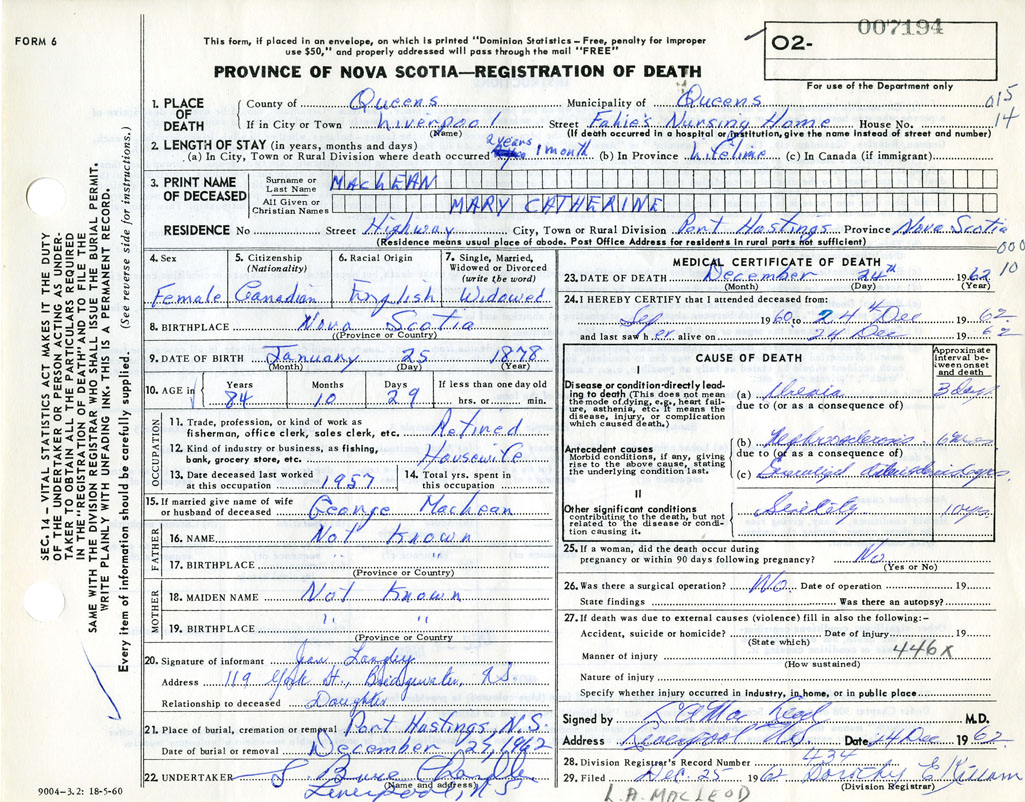 007194
FORM 6
This form, if placed in an envelope, on which is printed "Dominion Statistics – Free, penalty for improper
use $50," and properly addressed will pass through the mail "FREE"
O2-
PROVINCE OF NOVA SCOTIA—REGISTRATION OF DEATH
For use of the Department only
1. PLACE OF DEATH
County of Queens Municipality of Queens 015
If in City or Town Liverpool Street Fahie's Nursing Home House No. 14
(Name) (If death occurred in a hospital or institution, give the name instead of street and number)
2. LENGTH OF STAY (in years, months and days)
(a) In City, Town or Rural Division where death occurred 2 years 1 month (b) In Province Lifetime (c) In Canada (if immigrant)
3. PRINT NAME OF DECEASED
Surname or Last Name MacLEAN
All Given or Christian Names MARY CATHERINE
RESIDENCE No Street Highway City, Town or Rural Division Port Hastings Province Nova Scotia
(Residence means usual place of abode. Post Office Address for residents in rural parts not sufficient)
000
10
4. Sex Female
5. Citizenship (Nationality) Canadian
6. Racial Origin English
7. Single, Married, Widowed or Divorced (write the word) Widowed
8. BIRTHPLACE Nova Scotia
(Province or Country)
9. DATE OF BIRTH January 25 1878
(Month) (Day) (Year)
10. AGE in Years 84 Months 10 Days 29 If less than one day old
hrs. or min.
OCCUPATION
11. Trade, profession, or kind of work as
fisherman, office clerk, sales clerk, etc. Retired
12. Kind of industry or business, as fishing,
bank, grocery store, etc. Housewife
13. Date deceased last worked
at this occupation 1957
14. Total yrs. spent in
this occupation
15. If married give name of wife
or husband of deceased George MacLean
FATHER
16. NAME Not Known
17. BIRTHPLACE " "
(Province or Country)
MOTHER
18. MAIDEN NAME Not Known
19. BIRTHPLACE " "
(Province or Country
20. Signature of informant Landry
Address 119 York St., Bridgewater, N.S.
Relationship to deceased Daughter
21. Place of burial, cremation or removal Port Hastings, N.S.
Date of burial or removal December 27, 1962
22. UNDERTAKER
(Name and address)
Liverpool, N.S.
9004–3.2: 18-5-60
MEDICAL CERTIFICATE OF DEATH
23. DATE OF DEATH December 24th 1962
(Month) (Day) (Year)
24. I HEREBY CERTIFY that I attended deceased from:
Sep 1960 to 24 Dec 1962
and last saw her alive on 24 Dec 1962
CAUSE OF DEATH
Approximate interval between onset and death
I
Disease or condition-directly leading to death (This does not mean the mode of dying, e.g., heart failure, asthenia, etc. It means the disease, injury, or complication which caused death.)
(a) Uremia 3 days
due to (or as a consequence of)
Antecedent causes
Morbid conditions, if any, giving rise to the above cause, stating the underlying condition last.
(b) Nephrosclerosis
due to (or as a consequence of)
(c)
II
Other significant conditions
contributing to the death, but not related to the disease or condition causing it.
Senility 10 yrs.
25. If a woman, did the death occur during
pregnancy or within 90 days following pregnancy? No
(Yes or No)
26. Was there a surgical operation? No Date of operation 19
State findings Was there an autopsy?
27. If death was due to external causes (violence) fill in also the following:–
Accident, suicide or homicide? Date of injury 19
(State which)
Manner of injury 446x
(How sustained)
Nature of injury
Specify whether injury occurred in industry, in home, or in public place
Signed by L A MacLeod M.D.
Address Liverpool NS Date 24 Dec 1962
28. Division Registrar's Record Number 434
29. Filed Dec. 25 1962 Dorothy E Killam
(Division Registrar)
L.A. MACLEOD
SEC. 14 – VITAL STATISTICS ACT MAKES IT THE DUTY
OF THE UNDERTAKER OR PERSON ACTING AS UNDER-
TAKER TO OBTAIN ALL THE PARTICULARS REQUIRED
IN THE "REGISTRATION OF DEATH" AND TO FILE THE
SAME WITH THE DIVISION REGISTRAR WHO SHALL ISSUE THE BURIAL PERMIT.
WRITE PLAINLY WITH UNFADING INK. THIS IS A PERMANENT RECORD.
Every item of information should be carefully supplied. (See reverse side for instructions.)